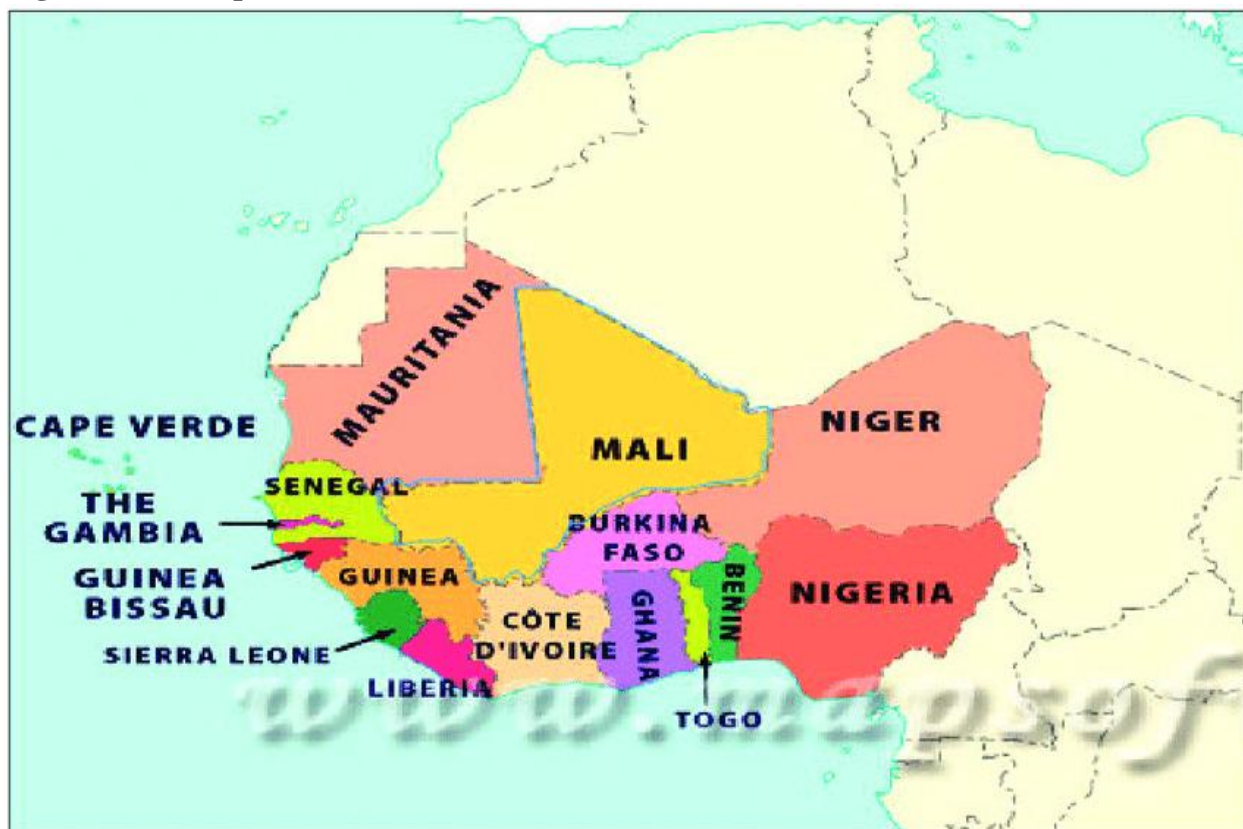 MAURITANIA
CAPE VERDE
NIGER
MALI
SENEGAL
THE
GAMBIA
BURKINA
FASO
GUINEA
BISSAU
GUINEA
BENIN
NIGERIA
GHANA
CÔTE
D'IVOIRE
SIERRA LEONE
LIBERIA
TOGO
www.mapsof